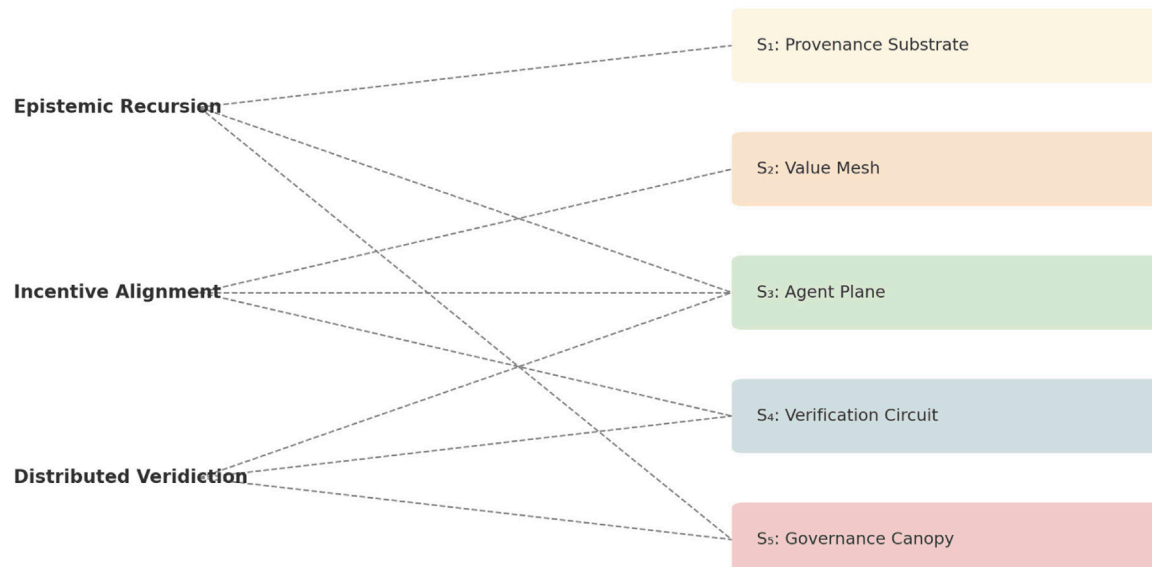 Epistemic Recursion
Incentive Alignment
Distributed Veridiction
S₁: Provenance Substrate
S₂: Value Mesh
S₃: Agent Plane
S₄: Verification Circuit
S₅: Governance Canopy